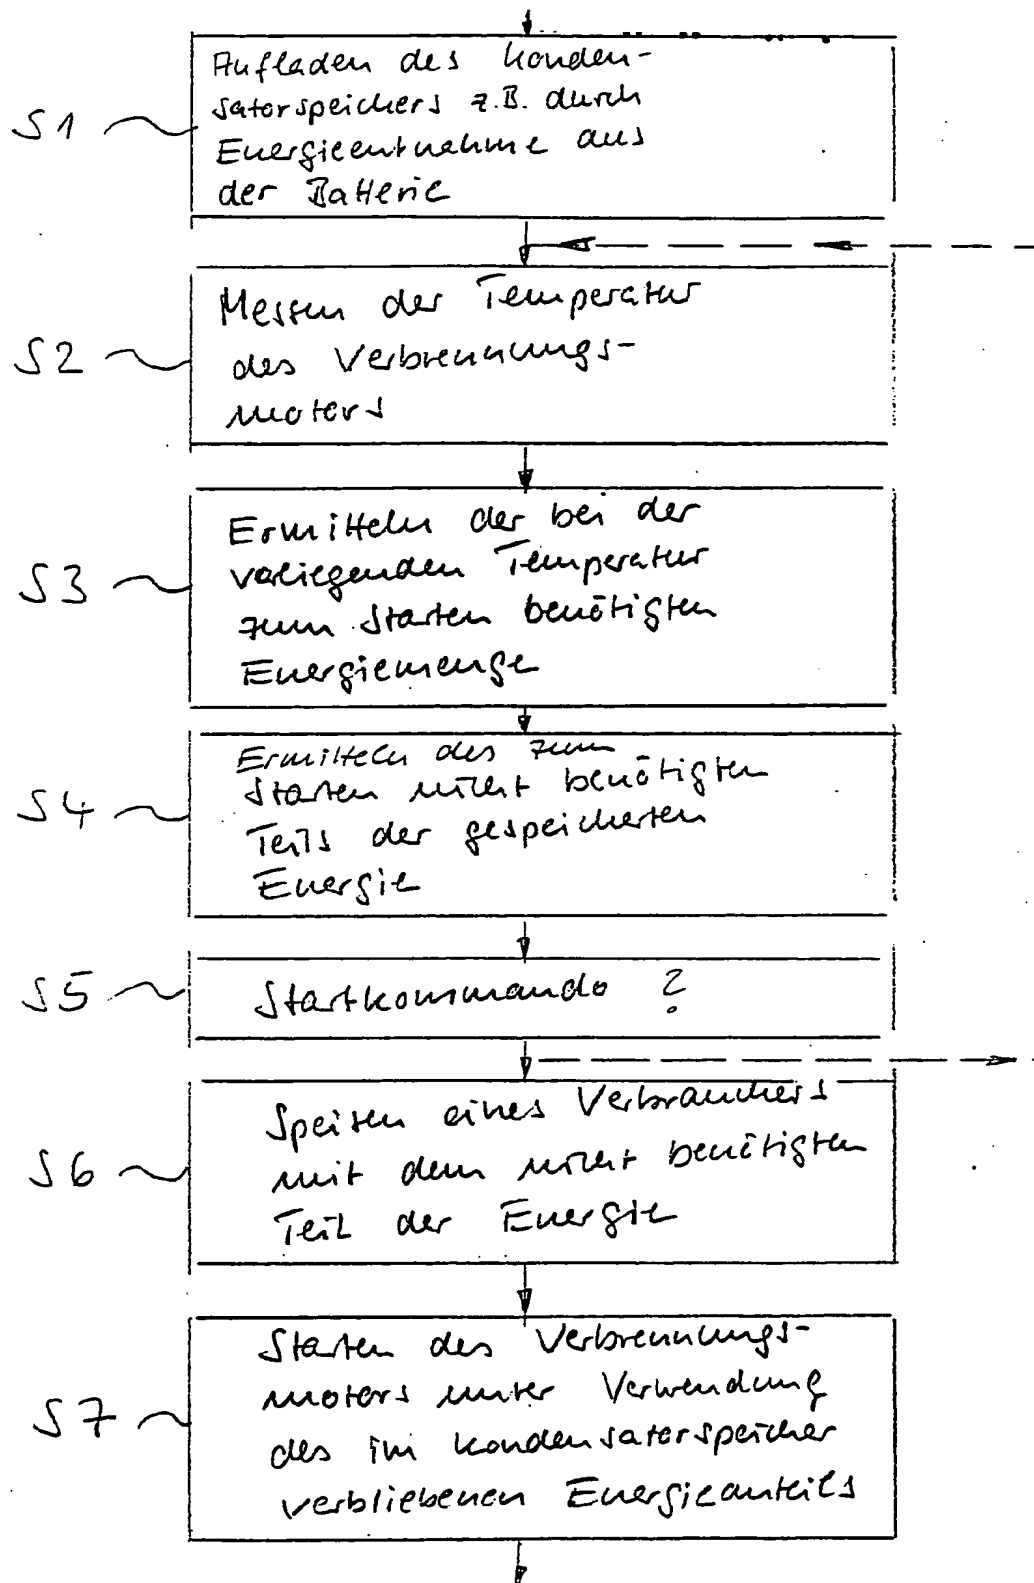 S1
Aufladen des Konden-
satorspeichers z.B. durch
Energieentnahme aus
der Batterie
S2
Messen der Temperatur
des Verbrennungs-
motors
S3
Ermitteln der bei der
vorliegenden Temperatur
zum Starten benötigten
Energiemenge
S4
Ermitteln des zum
Starten nicht benötigten
Teils der gespeicherten
Energie
S5
Startkommando ?
S6
Speisen eines Verbrauchers
mit dem nicht benötigten
Teil der Energie
S7
Starten des Verbrennungs-
motors unter Verwendung
des im Kondensatorspeicher
verbliebenen Energieanteils